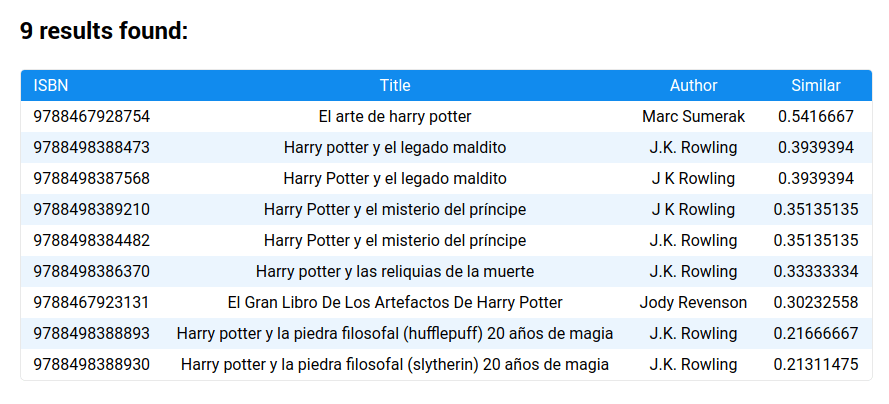 9 results found:
ISBN Title Author Similar
9788467928754 El arte de harry potter Marc Sumerak 0.5416667
9788498388473 Harry potter y el legado maldito J.K. Rowling 0.3939394
9788498387568 Harry potter y el legado maldito J K Rowling 0.3939394
9788498389210 Harry Potter y el misterio del príncipe J K Rowling 0.35135135
9788498384482 Harry Potter y el misterio del príncipe J.K. Rowling 0.35135135
9788498386370 Harry potter y las reliquias de la muerte J.K. Rowling 0.33333334
9788467923131 El Gran Libro De Los Artefactos De Harry Potter Jody Revenson 0.30232558
9788498388893 Harry potter y la piedra filosofal (hufflepuff) 20 años de magia J.K. Rowling 0.21666667
9788498388930 Harry potter y la piedra filosofal (slytherin) 20 años de magia J.K. Rowling 0.21311475